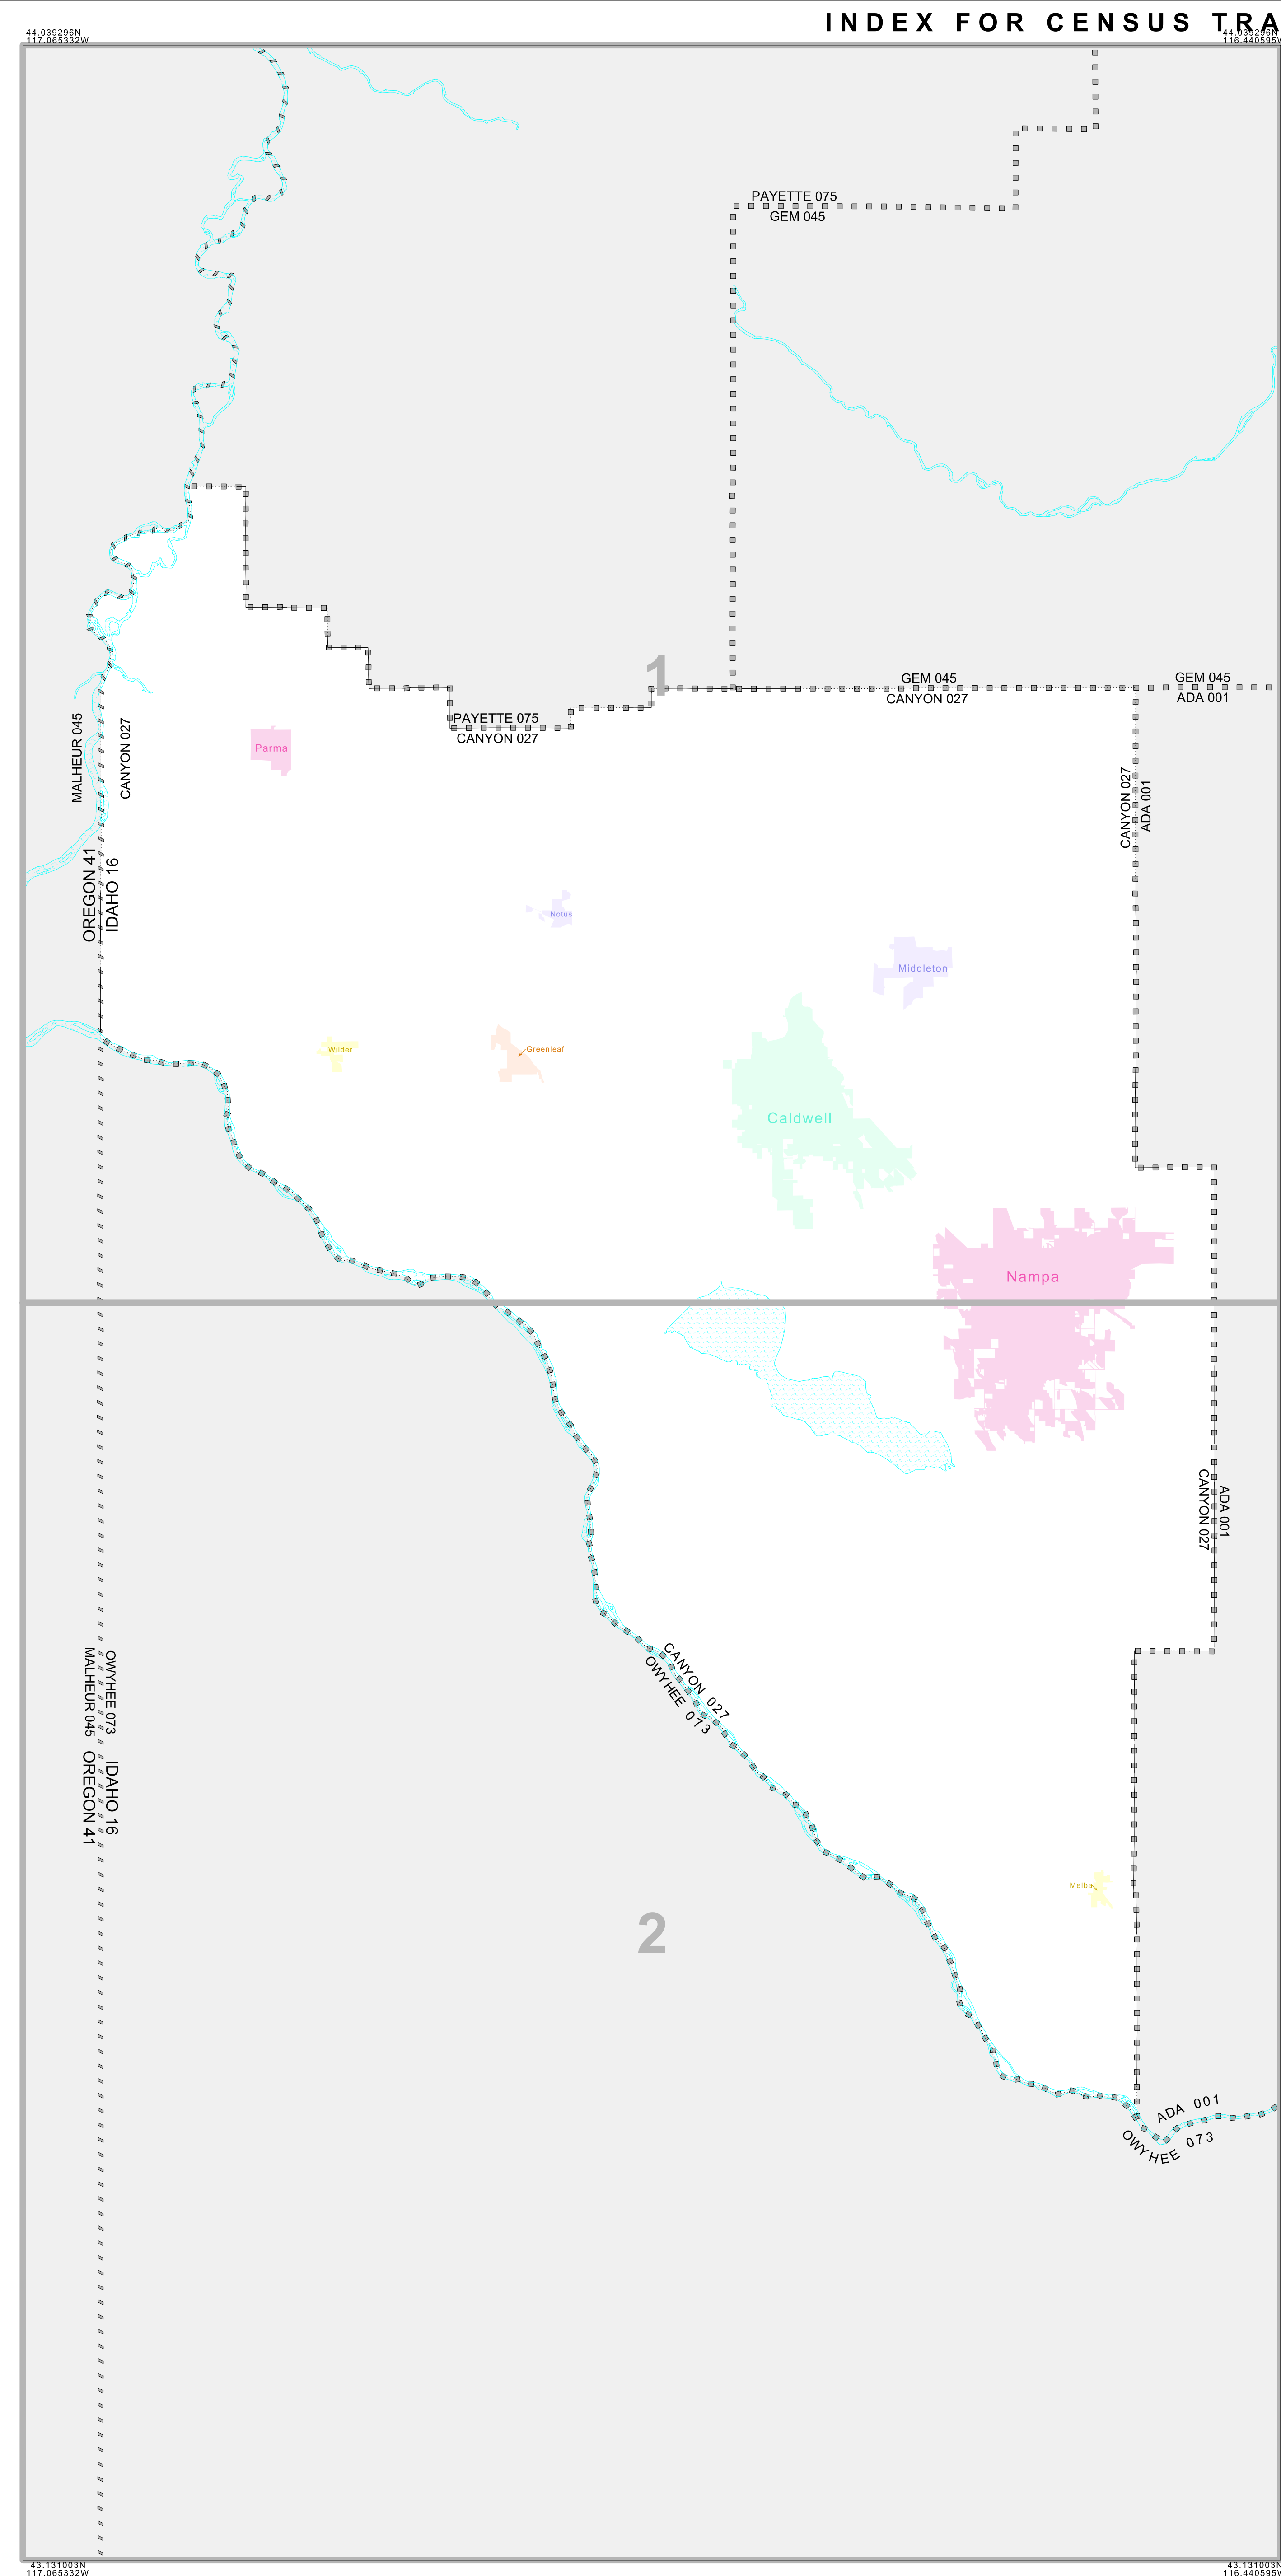 INDEX FOR CENSUS TRA
44.039296N
117.065332W
44.039296N
116.440595W
PAYETTE 075
GEM 045
1
GEM 045
CANYON 027
GEM 045
ADA 001
PAYETTE 075
CANYON 027
MALHEUR 045
CANYON 027
Parma
CANYON 027
ADA 001
OREGON 41
IDAHO 16
Notus
Middleton
Wilder
Greenleaf
Caldwell
Nampa
ADA 001
CANYON 027
CANYON 027
OWYHEE 073
OWYHEE 073
MALHEUR 045
IDAHO 16
OREGON 41
Melba
2
ADA 001
OWYHEE 073
43.131003N
117.065332W
43.131003N
116.440595W